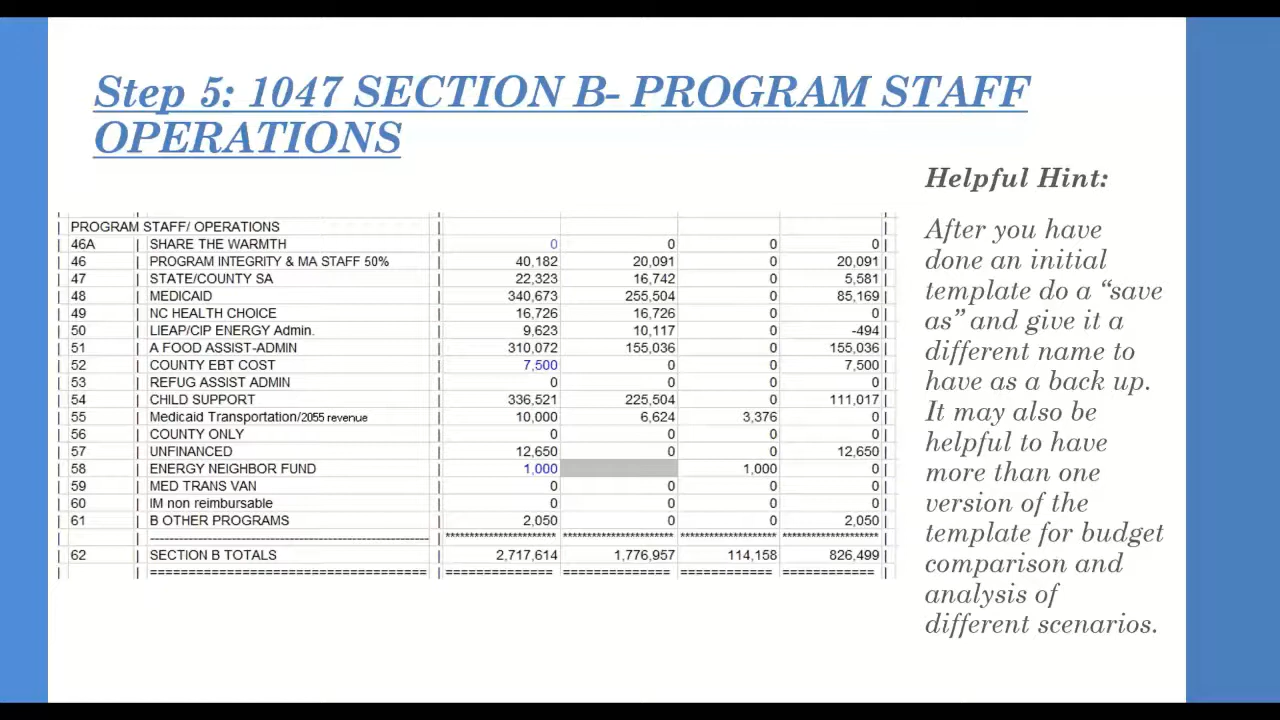 Step 5: 1047 SECTION B- PROGRAM STAFF
OPERATIONS
PROGRAM STAFF/ OPERATIONS
46A | SHARE THE WARMTH | 0 0 0 0
46 | PROGRAM INTEGRITY & MA STAFF 50% | 40,182 20,091 0 20,091
47 | STATE/COUNTY SA | 22,323 16,742 0 5,581
48 | MEDICAID | 340,673 255,504 0 85,169
49 | NC HEALTH CHOICE | 16,726 16,726 0 0
50 | LIEAP/CIP ENERGY Admin. | 9,623 10,117 0 -494
51 | A FOOD ASSIST-ADMIN | 310,072 155,036 0 155,036
52 | COUNTY EBT COST | 7,500 0 0 7,500
53 | REFUG ASSIST ADMIN | 0 0 0 0
54 | CHILD SUPPORT | 336,521 225,504 0 111,017
55 | Medicaid Transportation/2055 revenue | 10,000 6,624 3,376 0
56 | COUNTY ONLY | 0 0 0 0
57 | UNFINANCED | 12,650 0 0 12,650
58 | ENERGY NEIGHBOR FUND | 1,000 1,000 0
59 | MED TRANS VAN | 0 0 0 0
60 | IM non reimbursable | 0 0 0 0
61 | B OTHER PROGRAMS | 2,050 0 0 2,050
62 | SECTION B TOTALS | 2,717,614 1,776,957 114,158 826,499
Helpful Hint:
After you have
done an initial
template do a “save
as” and give it a
different name to
have as a back up.
It may also be
helpful to have
more than one
version of the
template for budget
comparison and
analysis of
different scenarios.